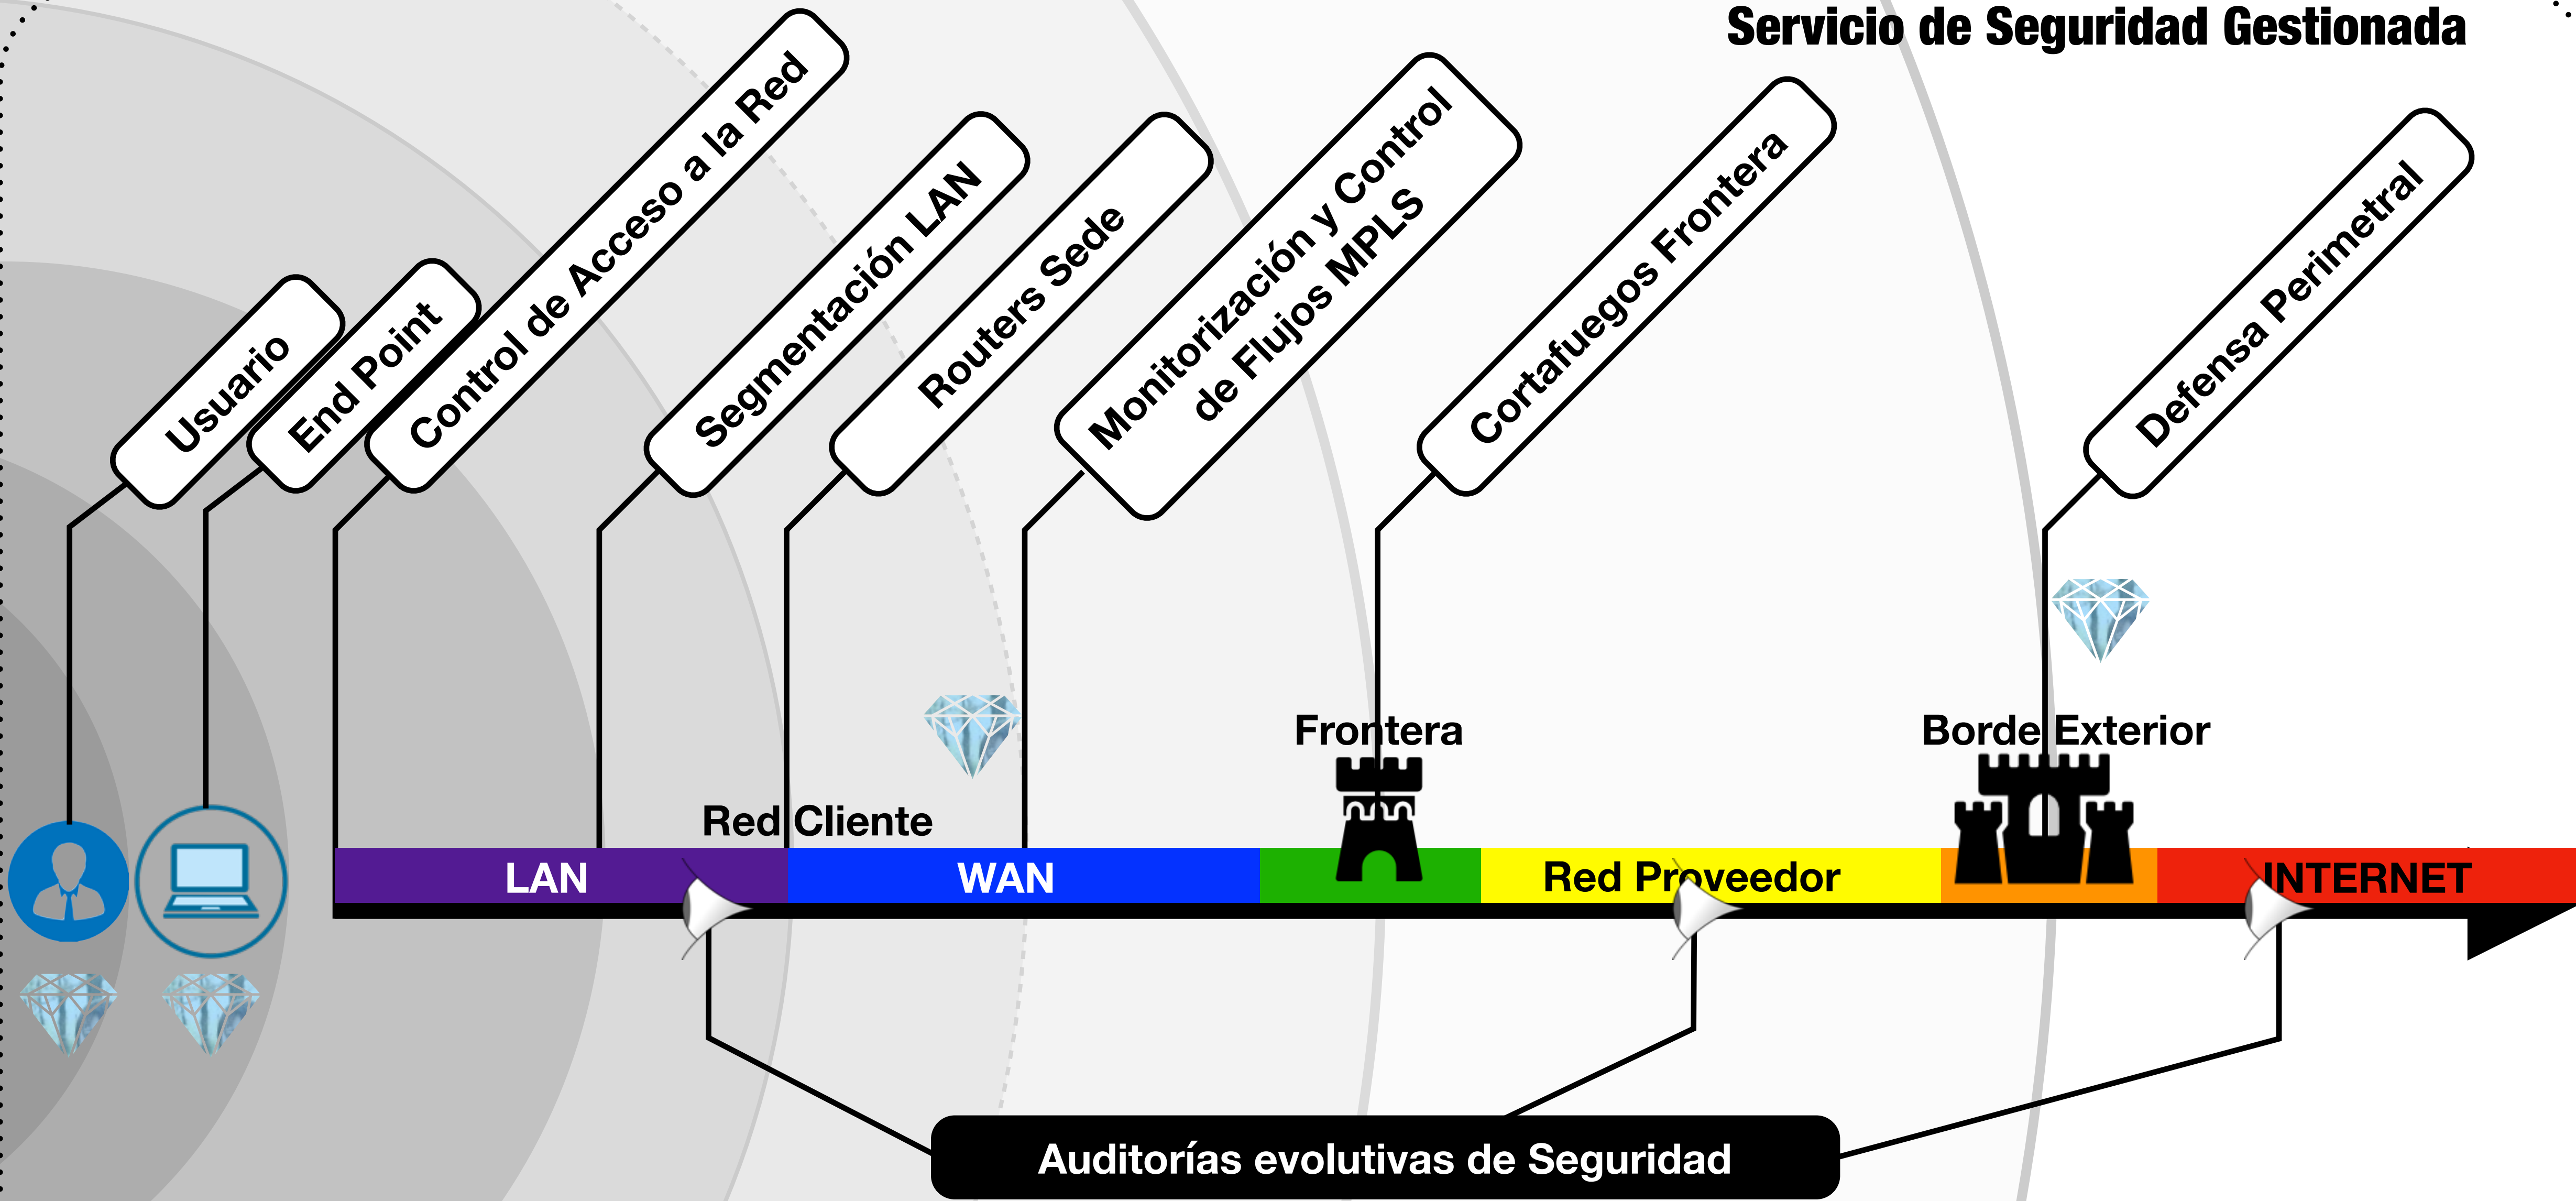 Servicio de Seguridad Gestionada
Usuario
End Point
Control de Acceso a la Red
Segmentación LAN
Routers Sede
Monitorización y Control
de Flujos MPLS
Cortafuegos Frontera
Defensa Perimetral
Frontera
Borde Exterior
Red Cliente
LAN
WAN
Red Proveedor
INTERNET
Auditorías evolutivas de Seguridad